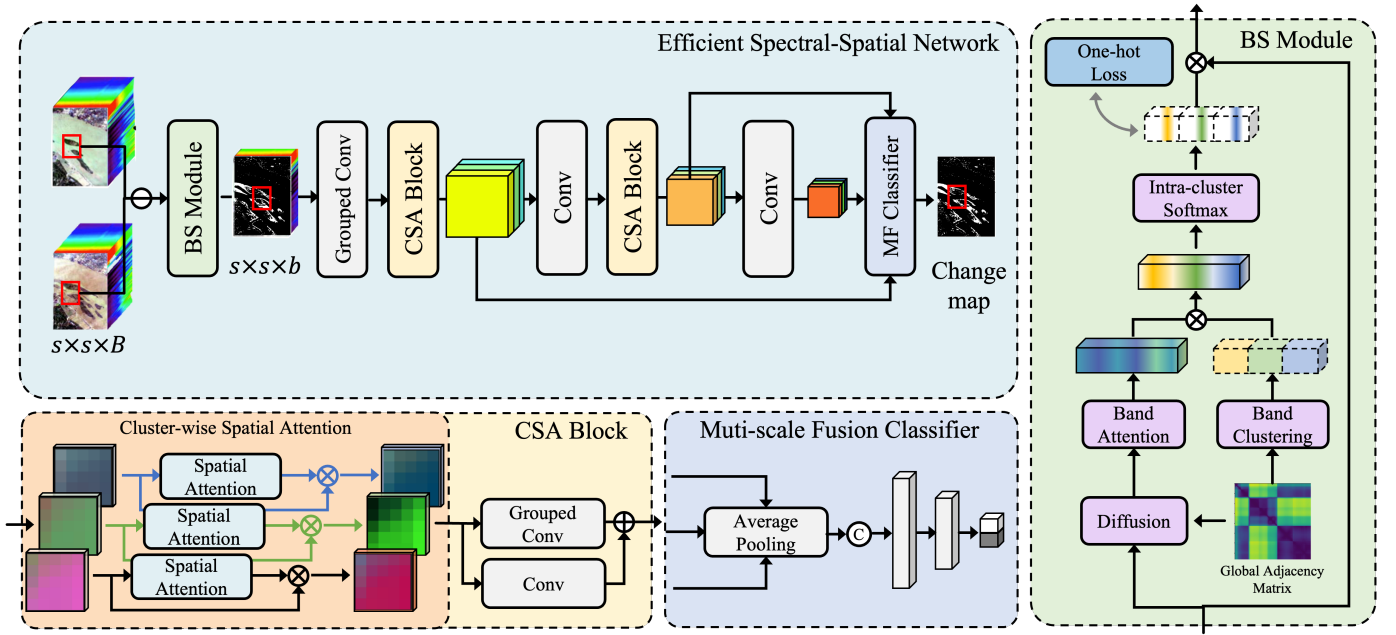 Efficient Spectral-Spatial Network
BS Module
s×s×B
s×s×b
Grouped Conv
CSA Block
Conv
CSA Block
Conv
MF Classifier
Change
map
Cluster-wise Spatial Attention
Spatial
Attention
Spatial
Attention
Spatial
Attention
CSA Block
Grouped
Conv
Conv
Muti-scale Fusion Classifier
Average
Pooling
C
BS Module
One-hot
Loss
Intra-cluster
Softmax
Band
Attention
Band
Clustering
Diffusion
Global Adjacency
Matrix